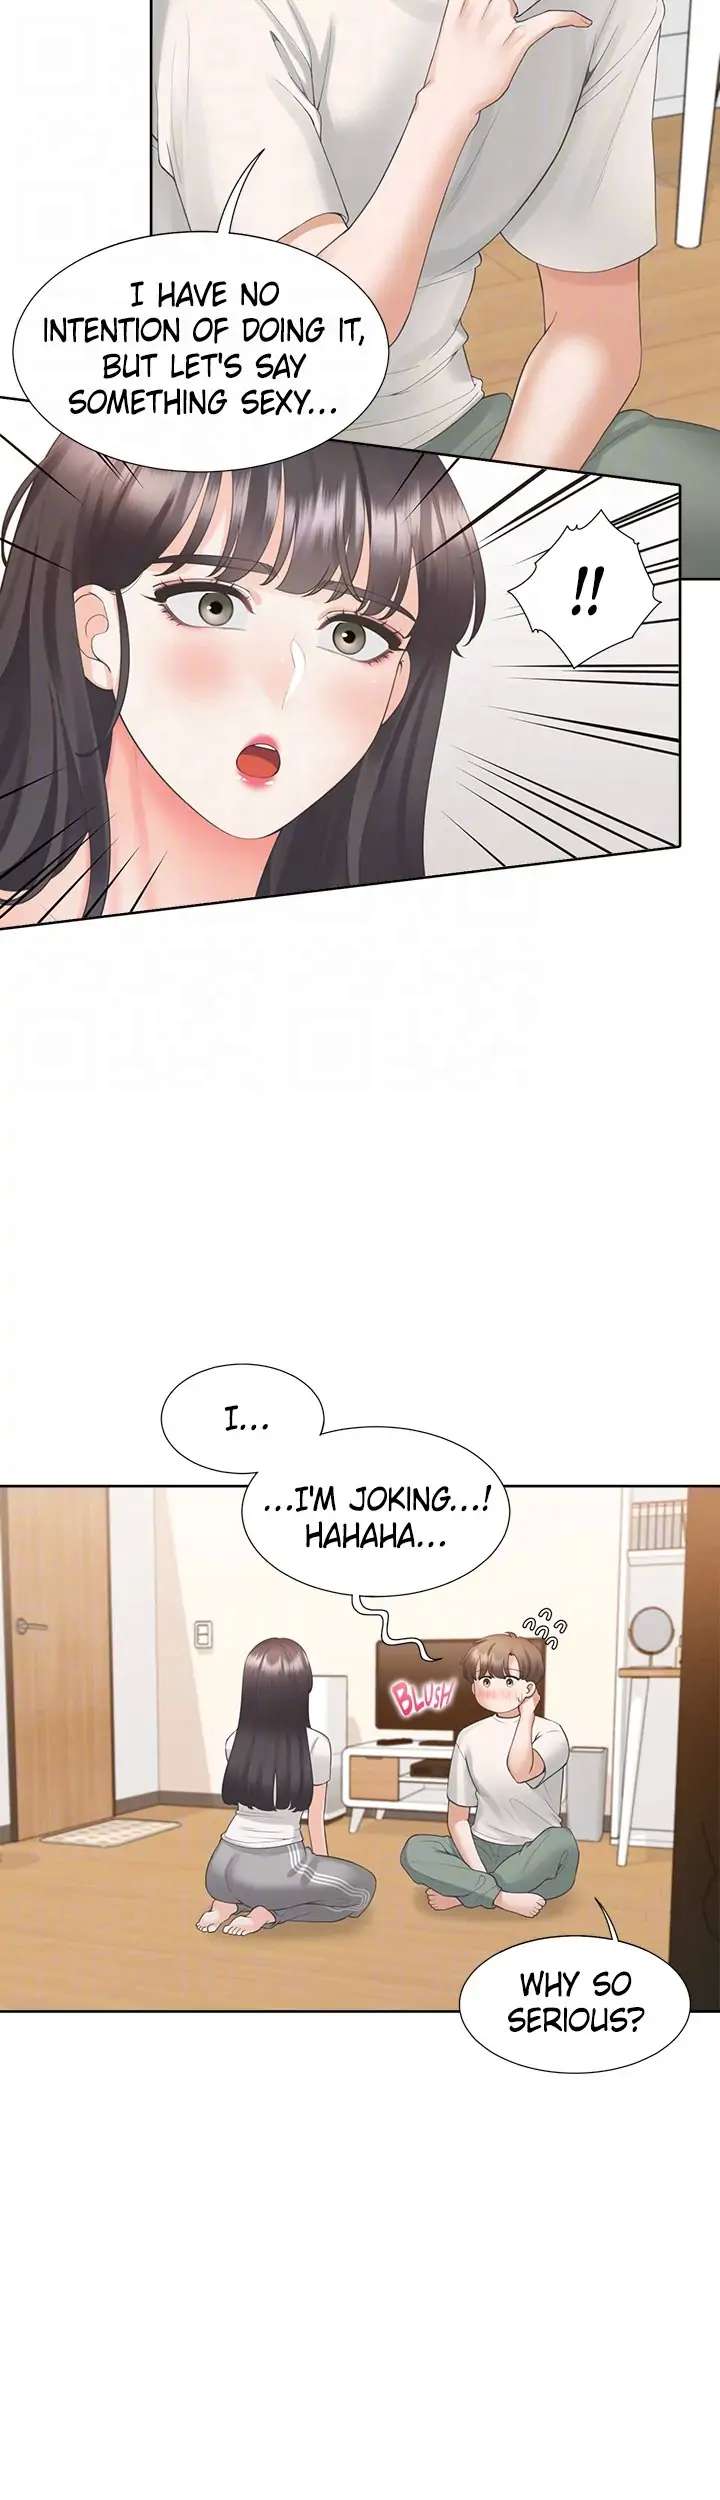 I HAVE NO
INTENTION OF DOING IT,
BUT LET'S SAY
SOMETHING SEXY...
!!
I...
...I'M JOKING...!
HAHAHA...
BLUSH
WHY SO
SERIOUS?